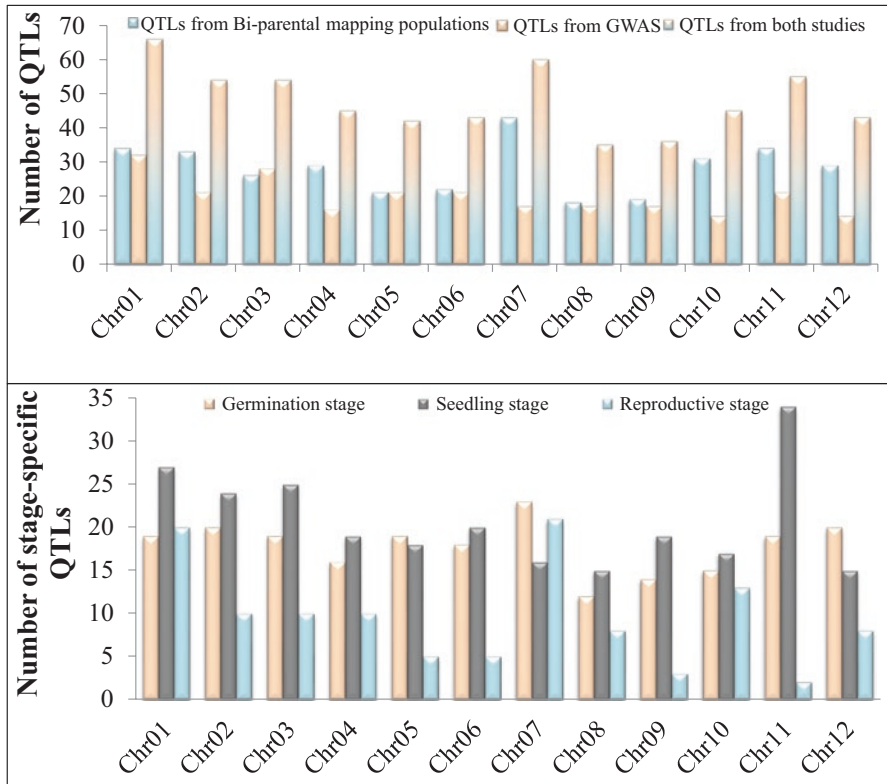 QTLs from Bi-parental mapping populations QTLs from GWAS QTLs from both studies
Number of QTLs
70
60
50
40
30
20
10
0
Chr01 Chr02 Chr03 Chr04 Chr05 Chr06 Chr07 Chr08 Chr09 Chr10 Chr11 Chr12
Germination stage Seedling stage Reproductive stage
Number of stage-specific
QTLs
35
30
25
20
15
10
5
0
Chr01 Chr02 Chr03 Chr04 Chr05 Chr06 Chr07 Chr08 Chr09 Chr10 Chr11 Chr12